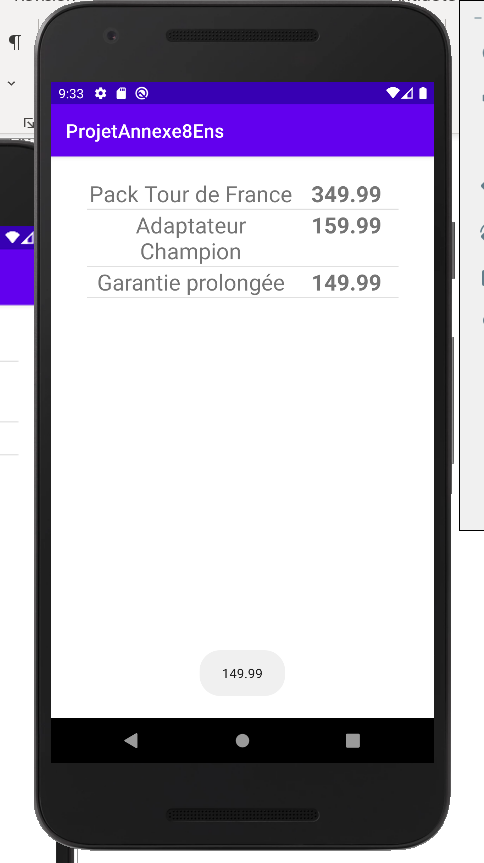 9:33
ProjetAnnexe8Ens
Pack Tour de France 349.99
Adaptateur 159.99
Champion
Garantie prolongée 149.99
149.99